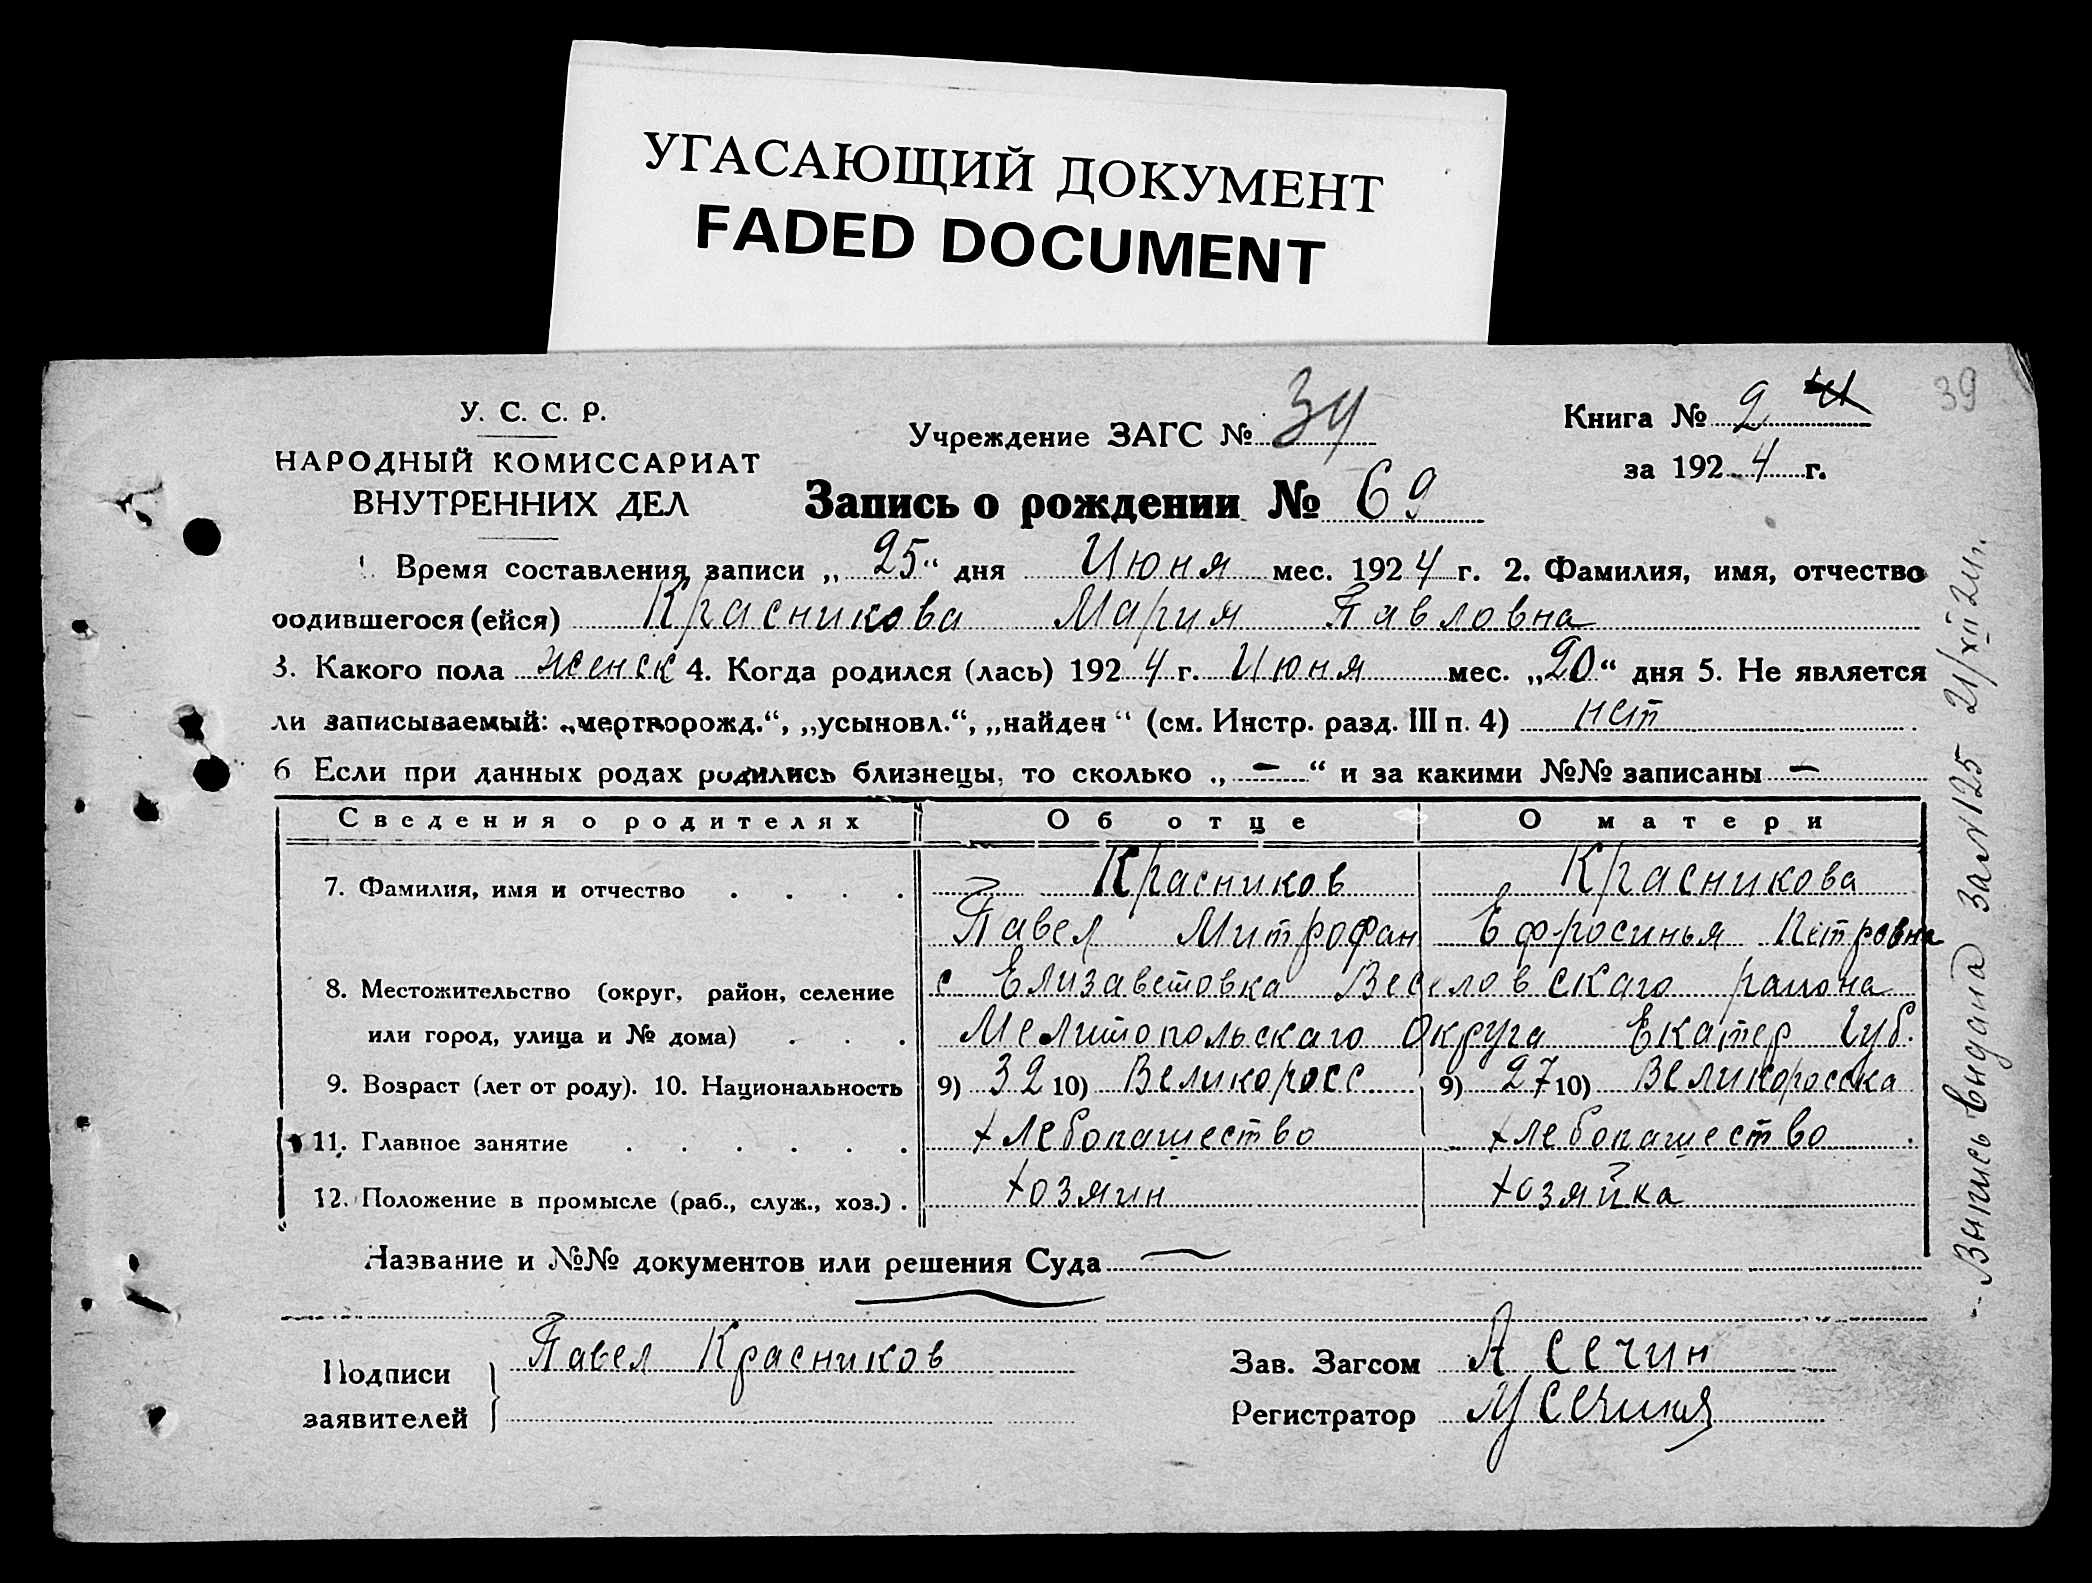 УГАСАЮЩИЙ ДОКУМЕНТ
FADED DOCUMENT
39
У. С. С. Р.
НАРОДНЫЙ КОМИССАРИАТ
ВНУТРЕННИХ ДЕЛ
Учреждение ЗАГС № 34
Книга № 2
за 1924 г.
Запись о рождении № 69
1. Время составления записи „25“ дня Июня мес. 1924 г. 2. Фамилия, имя, отчество
родившегося (ейся) Красникова Мария Павловна
3. Какого пола женск 4. Когда родился (лась) 1924 г. Июня мес. „20“ дня 5. Не является
ли записываемый: „мертворожд.“, „усыновл.“, „найден“ (см. Инстр. разд. III п. 4) нет
6 Если при данных родах родились близнецы, то сколько „ — “ и за какими №№ записаны —
Сведения о родителях Об отце О матери
7. Фамилия, имя и отчество . . . . Красников Красникова
Павел Митрофан Ефросинья Петровна
8. Местожительство (округ, район, селение с Елизаветовка Веселовскаго района
или город, улица и № дома) . . . Мелитопольскаго Округа Екатер Губ.
9. Возраст (лет от роду). 10. Национальность 9) 32 10) Великоросс 9) 27 10) Великоросска
11. Главное занятие . . . . . . хлебопашество хлебопашество
12. Положение в промысле (раб., служ., хоз.) . хозяин хозяйка
Название и №№ документов или решения Суда —
Подписи
заявителей
Павел Красников
Зав. Загсом А Сечин
Регистратор
Выпись выдана за № 125 21/XII 24 г.